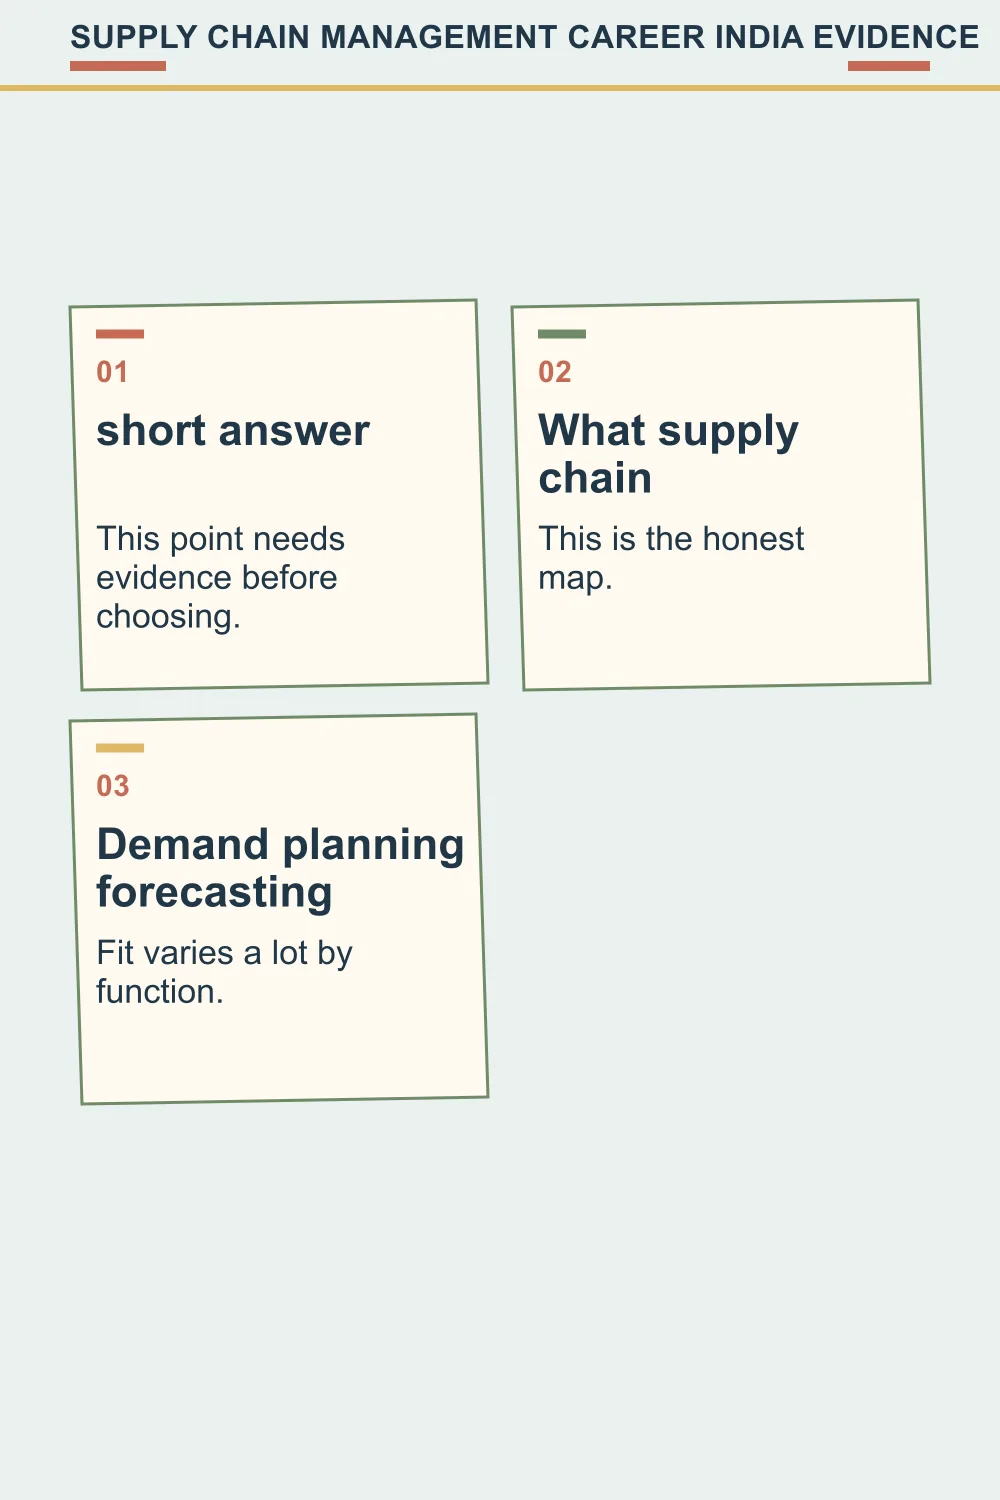 SUPPLY CHAIN MANAGEMENT CAREER INDIA EVIDENCE
01
short answer
This point needs
evidence before
choosing.
02
What supply
chain
This is the honest
map.
03
Demand planning
forecasting
Fit varies a lot by
function.